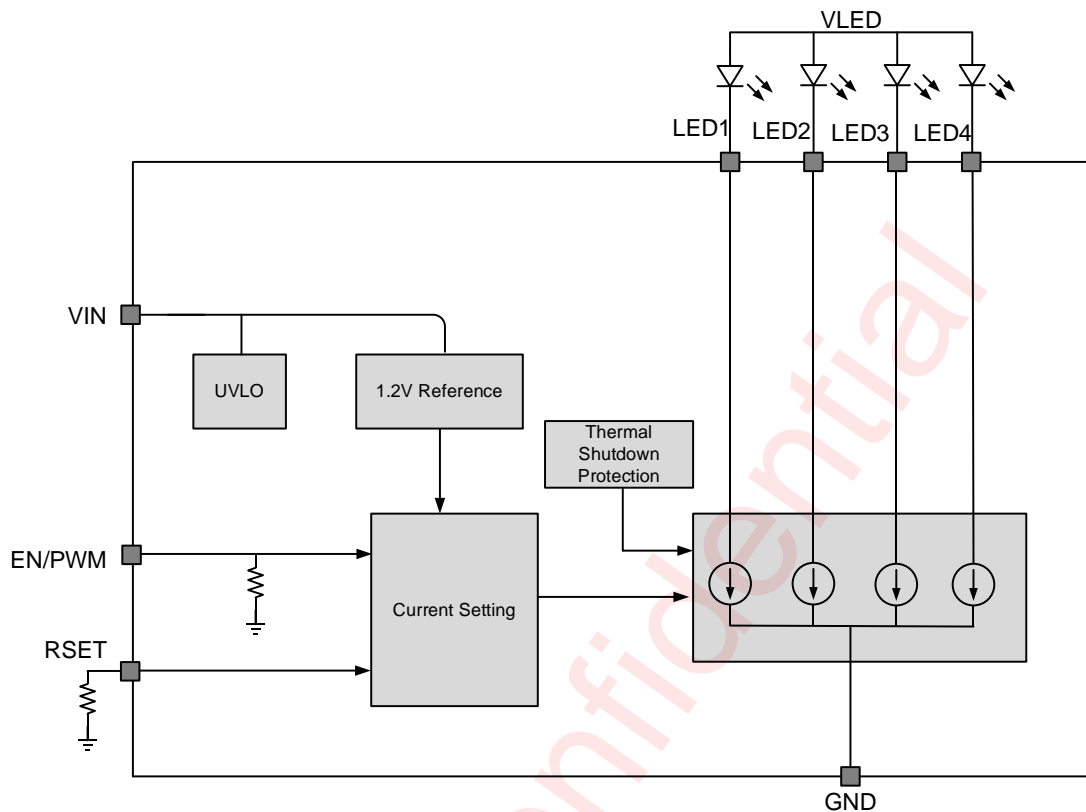 VLED
LED1
LED2
LED3
LED4
VIN
UVLO
1.2V Reference
Thermal
Shutdown
Protection
EN/PWM
Current Setting
RSET
GND
nfidential